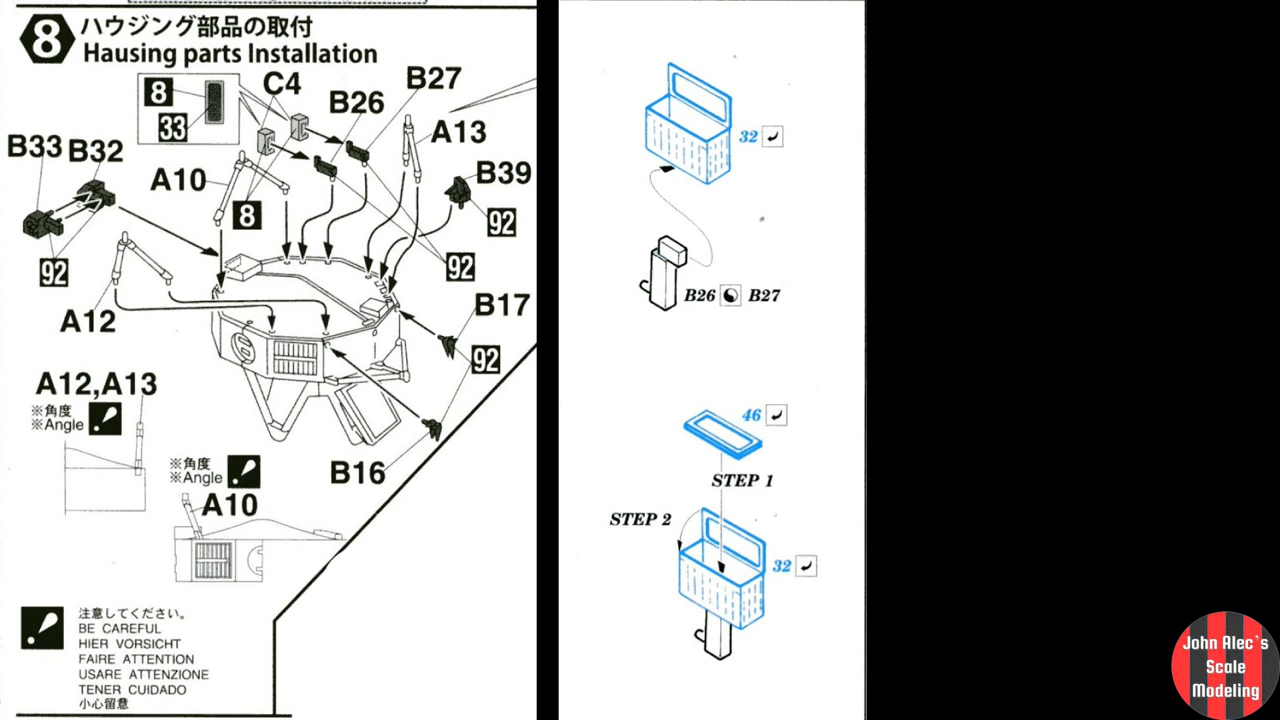 8
ハウジング部品の取付
Hausing parts Installation
8
33
C4
B27
B26
A13
B33
B32
A10
B39
8
92
92
92
A12
B17
92
A12,A13
※角度
※Angle
B16
※角度
※Angle
A10
注意してください。
BE CAREFUL
HIER VORSICHT
FAIRE ATTENTION
USARE ATTENZIONE
TENER CUIDADO
小心留意
32
B26
B27
46
STEP 1
STEP 2
32
John Alec`s
Scale
Modeling